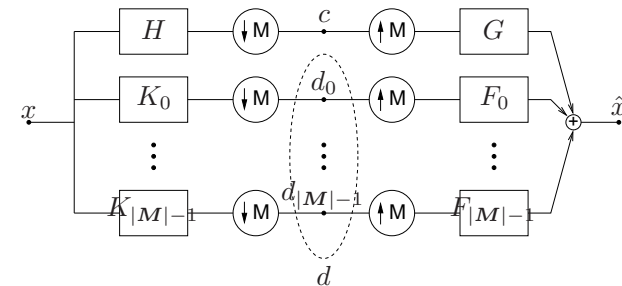 c
H ↓M ↑M G
d₀
K₀ ↓M ↑M F₀
x + x̂
⋮ ⋮ ⋮
d|M|−1
K|M|−1 ↓M ↑M F|M|−1
d